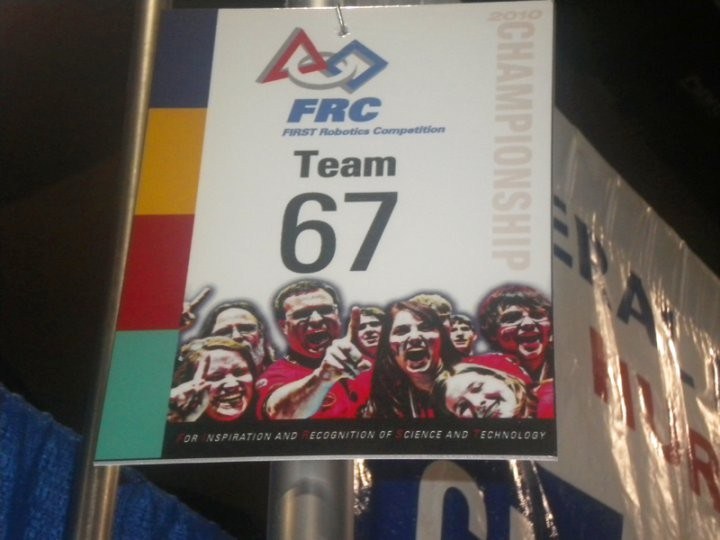 2010
CHAMPIONSHIP
FRC
FIRST Robotics Competition
Team
67
FOR INSPIRATION AND RECOGNITION OF SCIENCE AND TECHNOLOGY